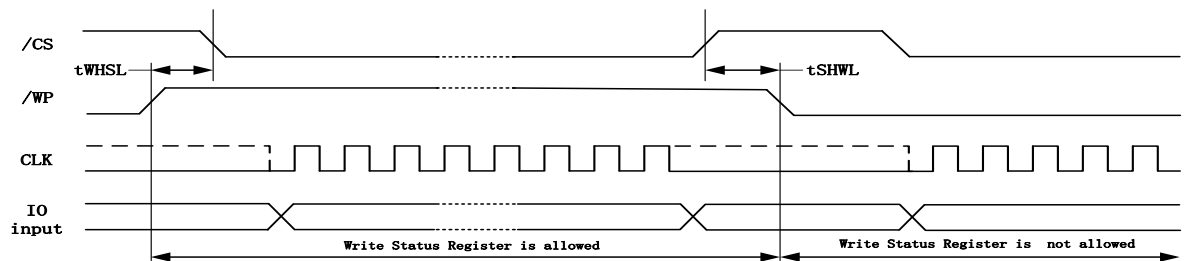 /CS
tWHSL
tSHWL
/WP
CLK
IO
input
Write Status Register is allowed
Write Status Register is not allowed